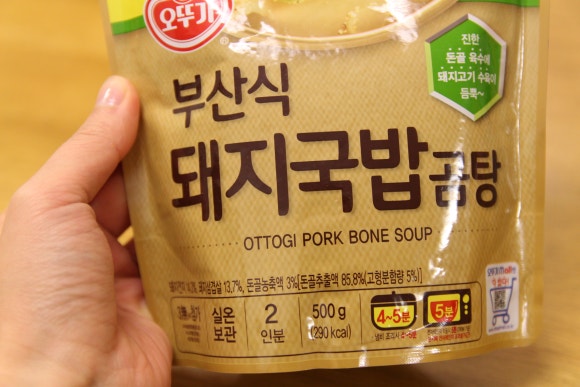 오뚜기
진한
돈골 육수에
돼지고기 수육이
듬뿍~
부산식
돼지국밥곰탕
OTTOGI PORK BONE SOUP
13.7%, 돈골농축액 3%[돈골추출액 85.8%(고형분함량 5%)]
실온
보관
2
인분
500 g
(290 kcal)
4~5분
5분